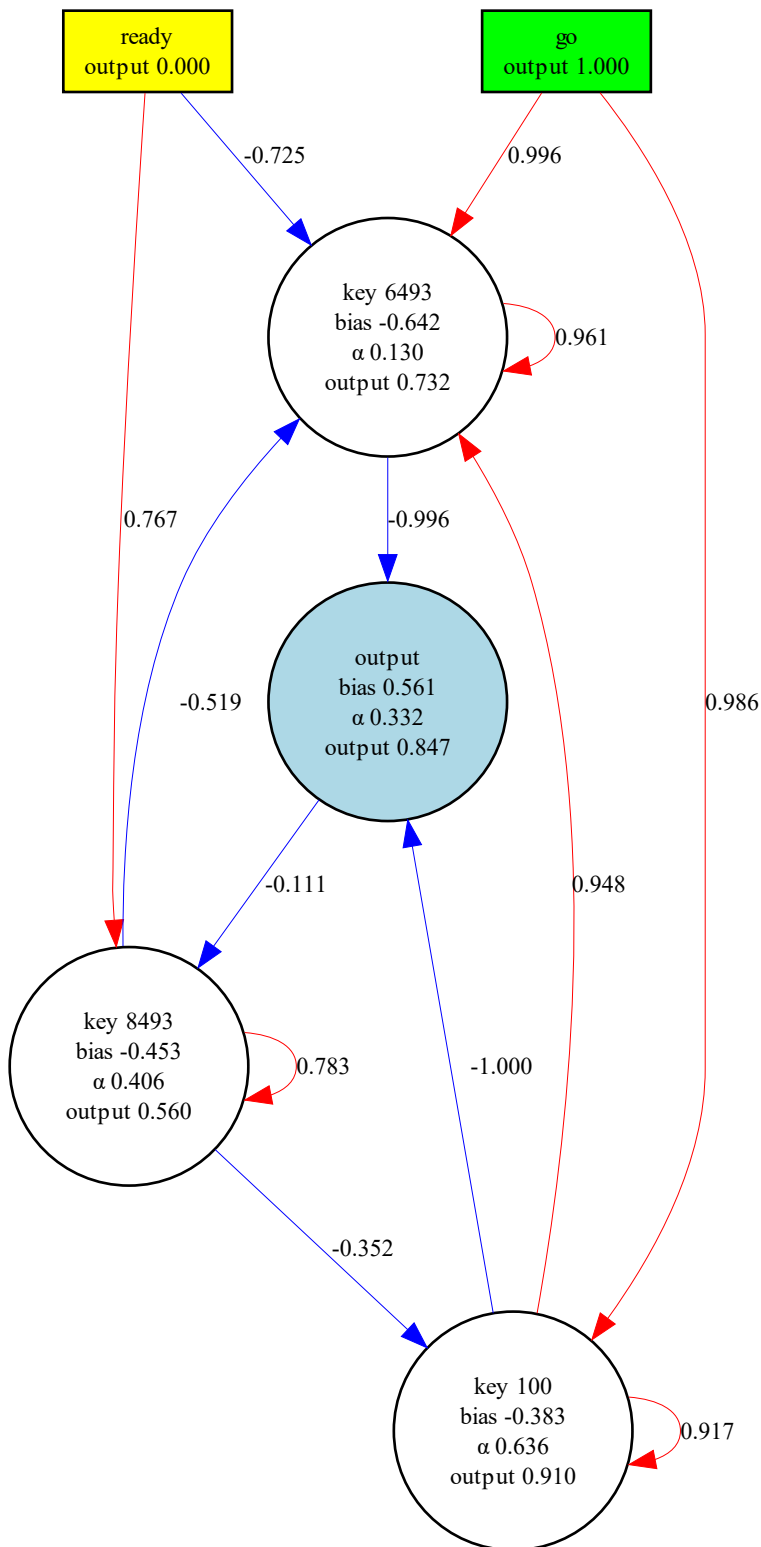 ready
output 0.000
go
output 1.000
-0.725
0.996
key 6493
bias -0.642
α 0.130
output 0.732
0.961
0.767
-0.996
output
bias 0.561
α 0.332
output 0.847
-0.519
0.986
-0.111
0.948
key 8493
bias -0.453
α 0.406
output 0.560
0.783
-1.000
-0.352
key 100
bias -0.383
α 0.636
output 0.910
0.917